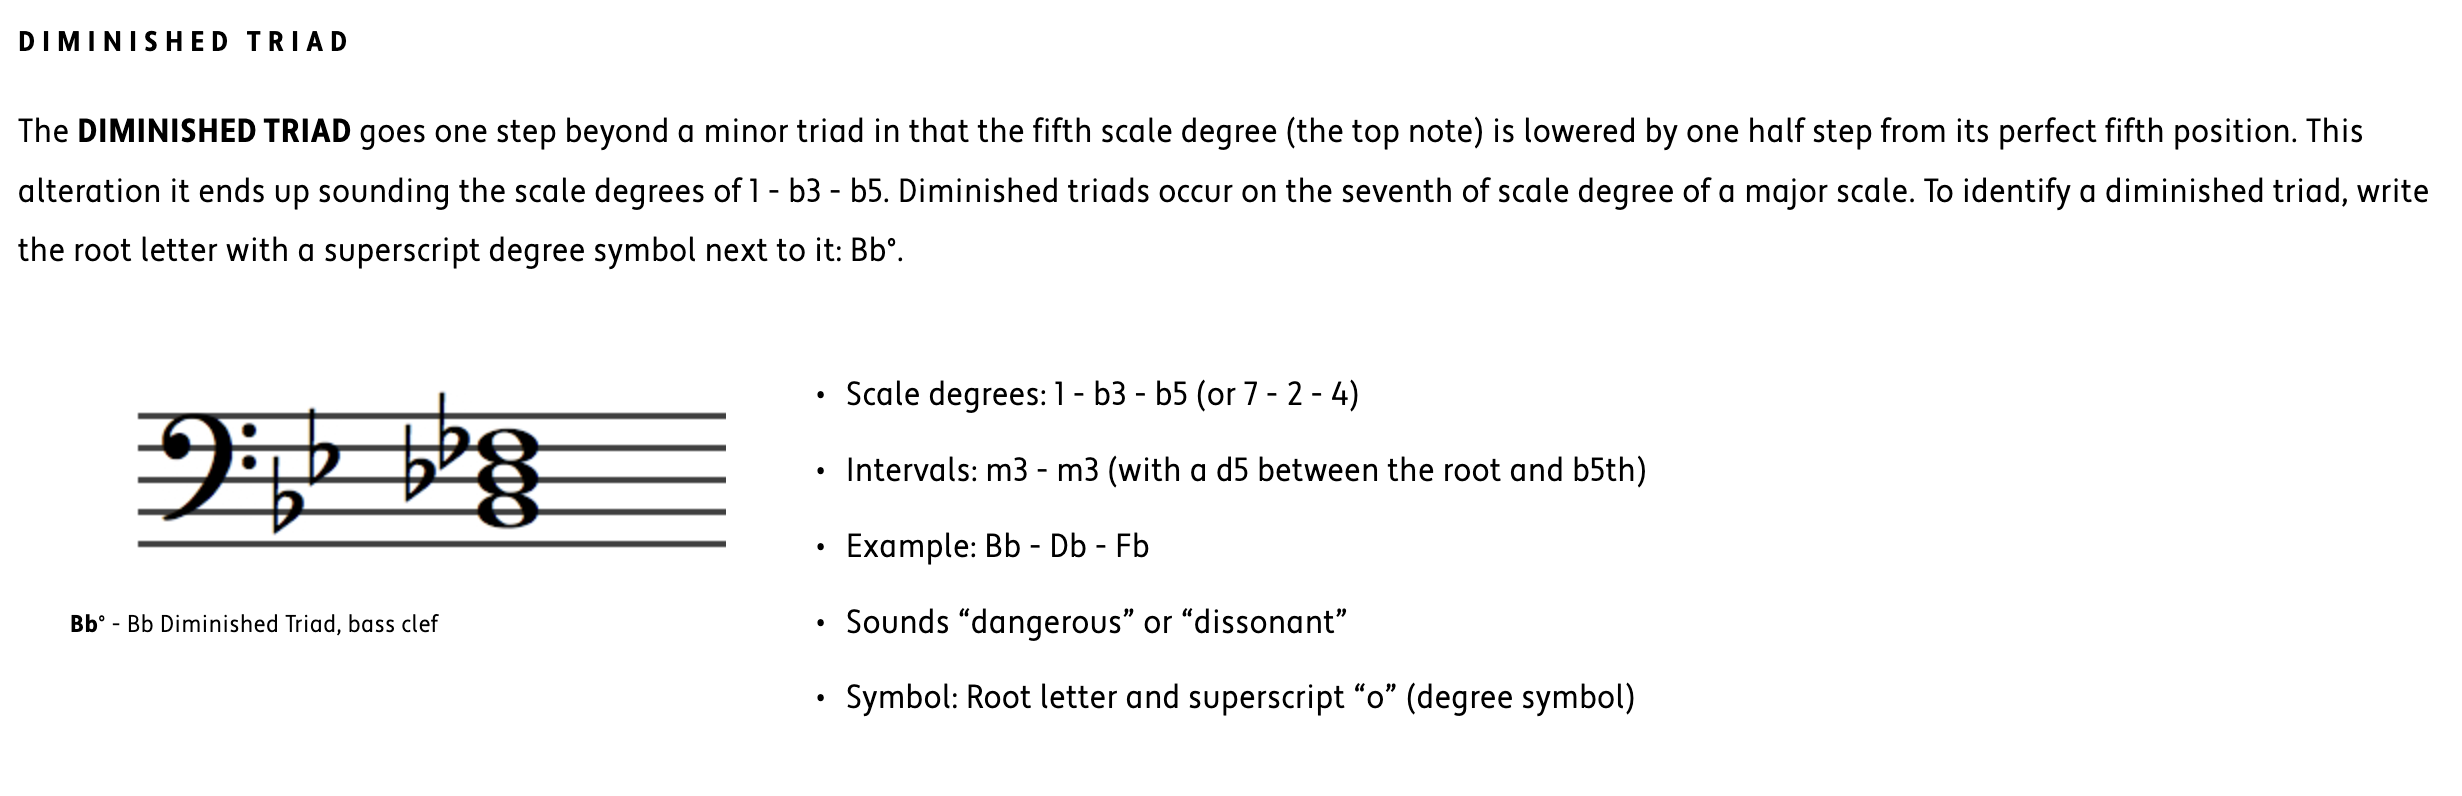 DIMINISHED TRIAD
The DIMINISHED TRIAD goes one step beyond a minor triad in that the fifth scale degree (the top note) is lowered by one half step from its perfect fifth position. This
alteration it ends up sounding the scale degrees of 1 - b3 - b5. Diminished triads occur on the seventh of scale degree of a major scale. To identify a diminished triad, write
the root letter with a superscript degree symbol next to it: Bb°.
• Scale degrees: 1 - b3 - b5 (or 7 - 2 - 4)
• Intervals: m3 - m3 (with a d5 between the root and b5th)
• Example: Bb - Db - Fb
• Sounds “dangerous” or “dissonant”
• Symbol: Root letter and superscript “o” (degree symbol)
Bb° - Bb Diminished Triad, bass clef